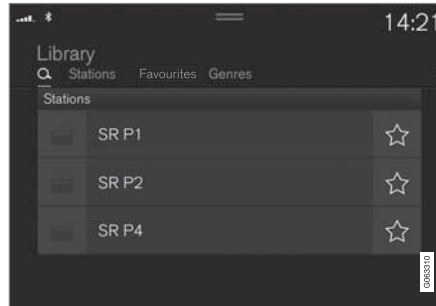 14:21
Library
Stations Favourites Genres
Stations
SR P1
SR P2
SR P4
G063310